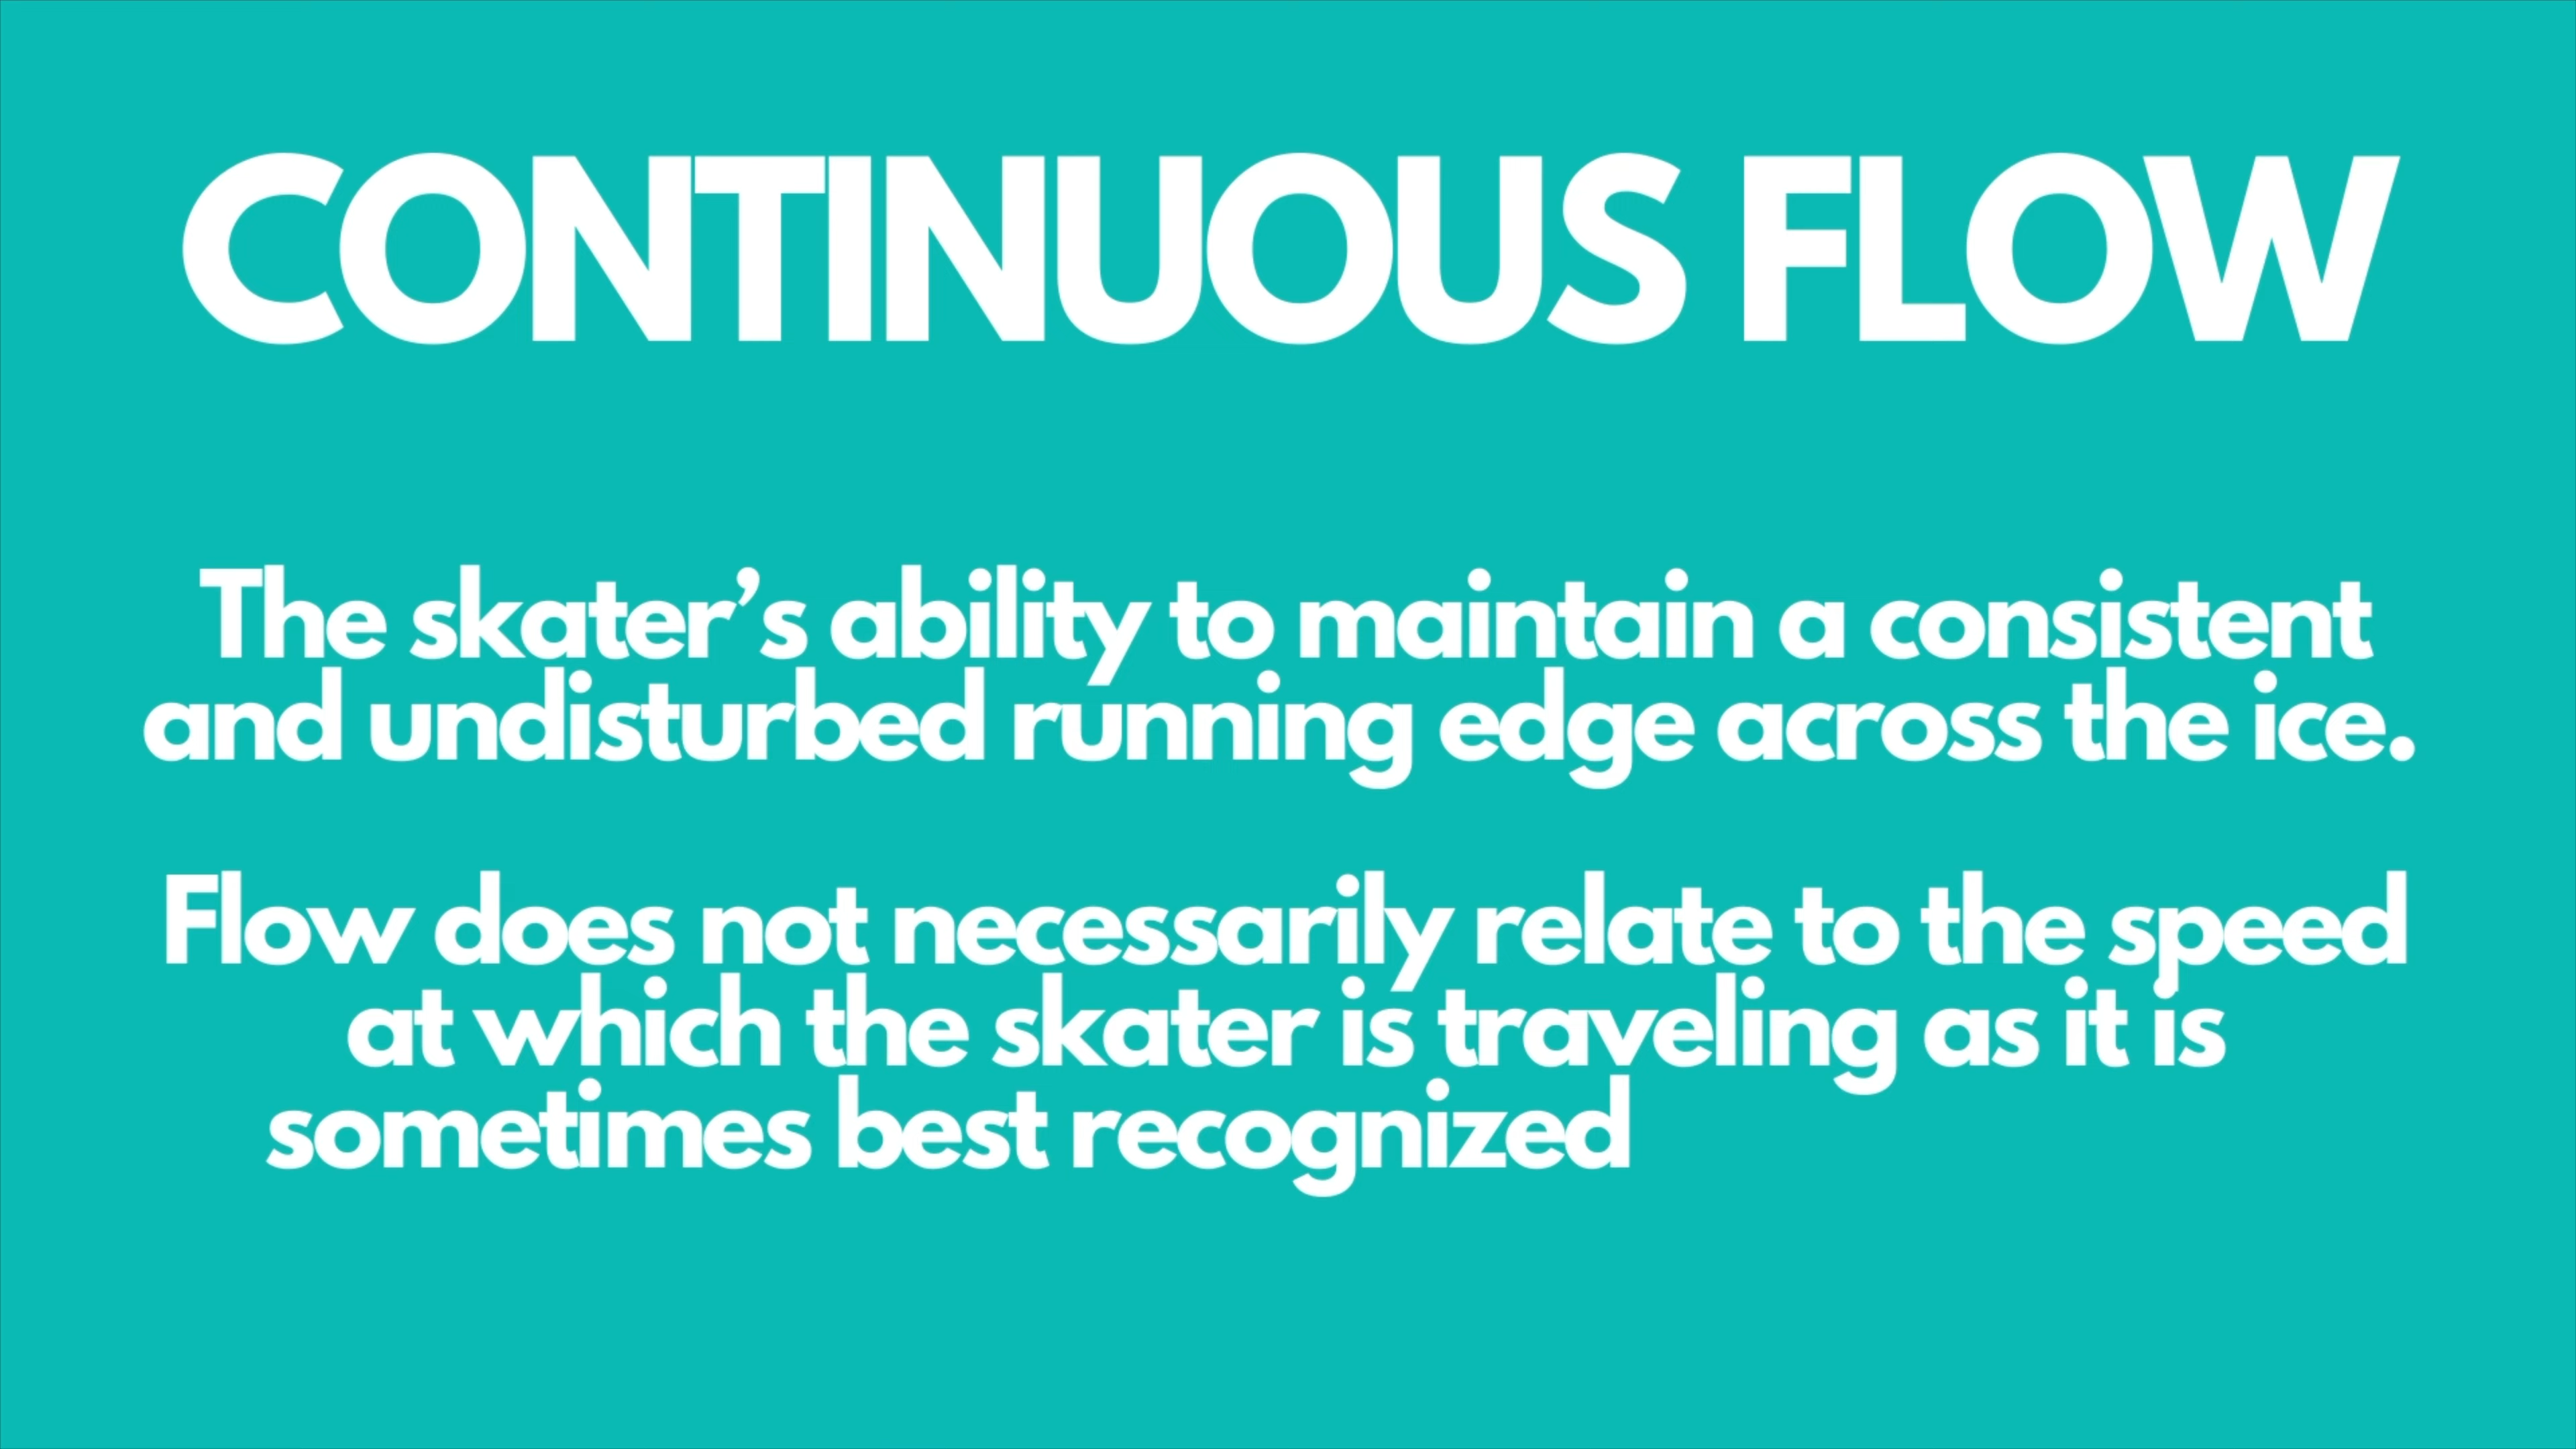 CONTINUOUS FLOW
The skater’s ability to maintain a consistent
and undisturbed running edge across the ice.
Flow does not necessarily relate to the speed
at which the skater is traveling as it is
sometimes best recognized